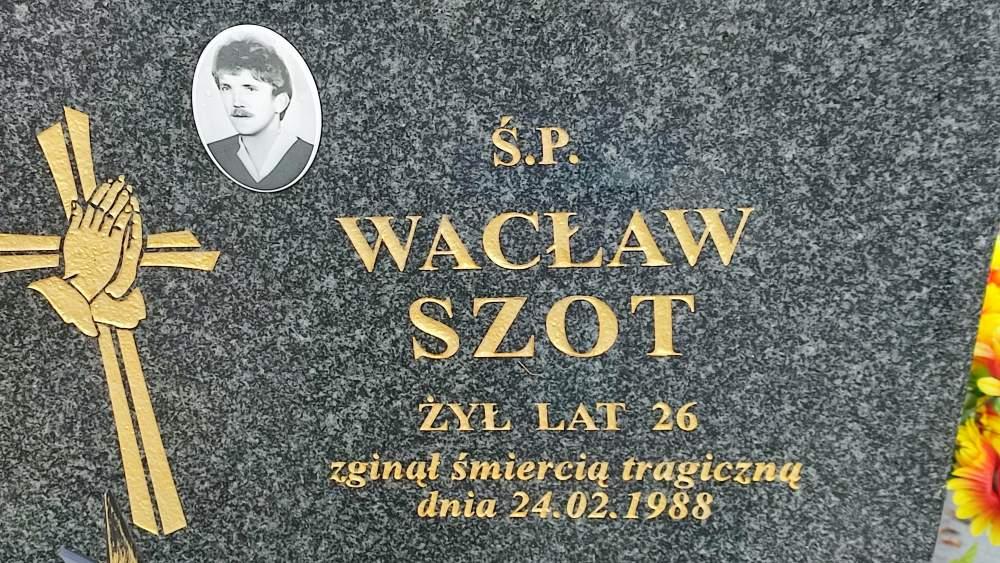 Ś.P.
WACŁAW
SZOT
ŻYŁ LAT 26
zginął śmiercią tragiczną
dnia 24.02.1988